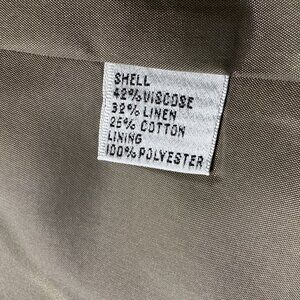 SHELL
42% VISCOSE
32% LINEN
25% COTTON
LINING
100% POLYESTER